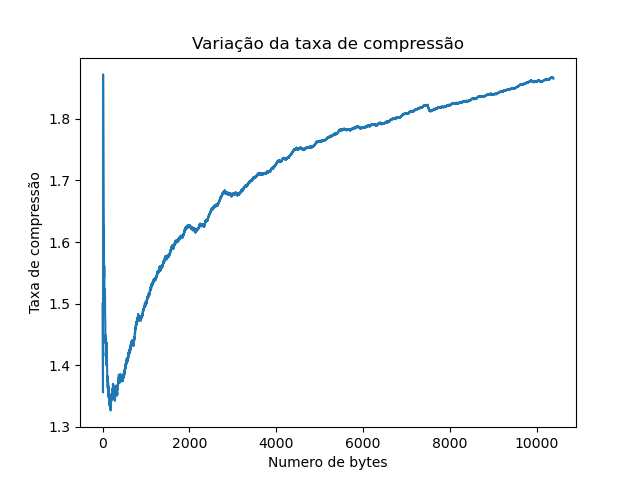 Variação da taxa de compressão
Taxa de compressão
1.8
1.7
1.6
1.5
1.4
1.3
0 2000 4000 6000 8000 10000
Numero de bytes